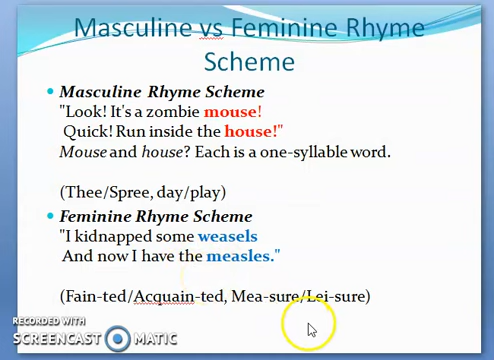 Masculine vs Feminine Rhyme
Scheme
• Masculine Rhyme Scheme
"Look! It's a zombie mouse!
Quick! Run inside the house!"
Mouse and house? Each is a one-syllable word.
(Thee/Spree, day/play)
• Feminine Rhyme Scheme
"I kidnapped some weasels
And now I have the measles."
(Fain-ted/Acquain-ted, Mea-sure/Lei-sure)
RECORDED WITH
SCREENCAST MATIC